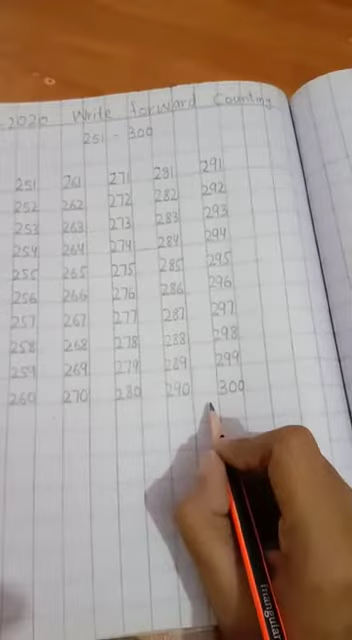 2020 Write forward Counting
251 - 300
251 261 271 281 291
252 262 272 282 292
253 263 273 283 293
254 264 274 284 294
255 265 275 285 295
256 266 276 286 296
257 267 277 287 297
258 268 278 288 298
259 269 279 289 299
260 270 280 290 300